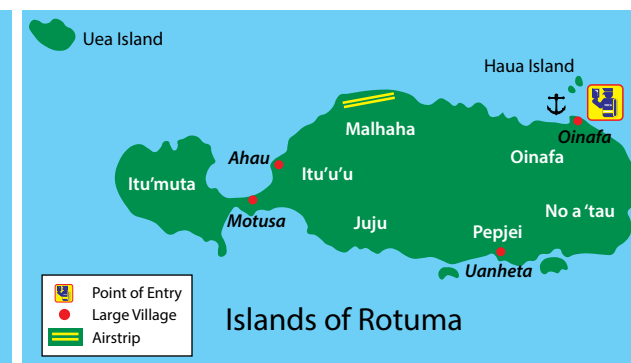 Uea Island
Haua Island
Malhaha
Oinafa
Oinafa
Ahau
Itu'u'u
Itu'muta
Motusa
Juju
No a 'tau
Pepjei
Uanheta
Point of Entry
Large Village
Airstrip
Islands of Rotuma